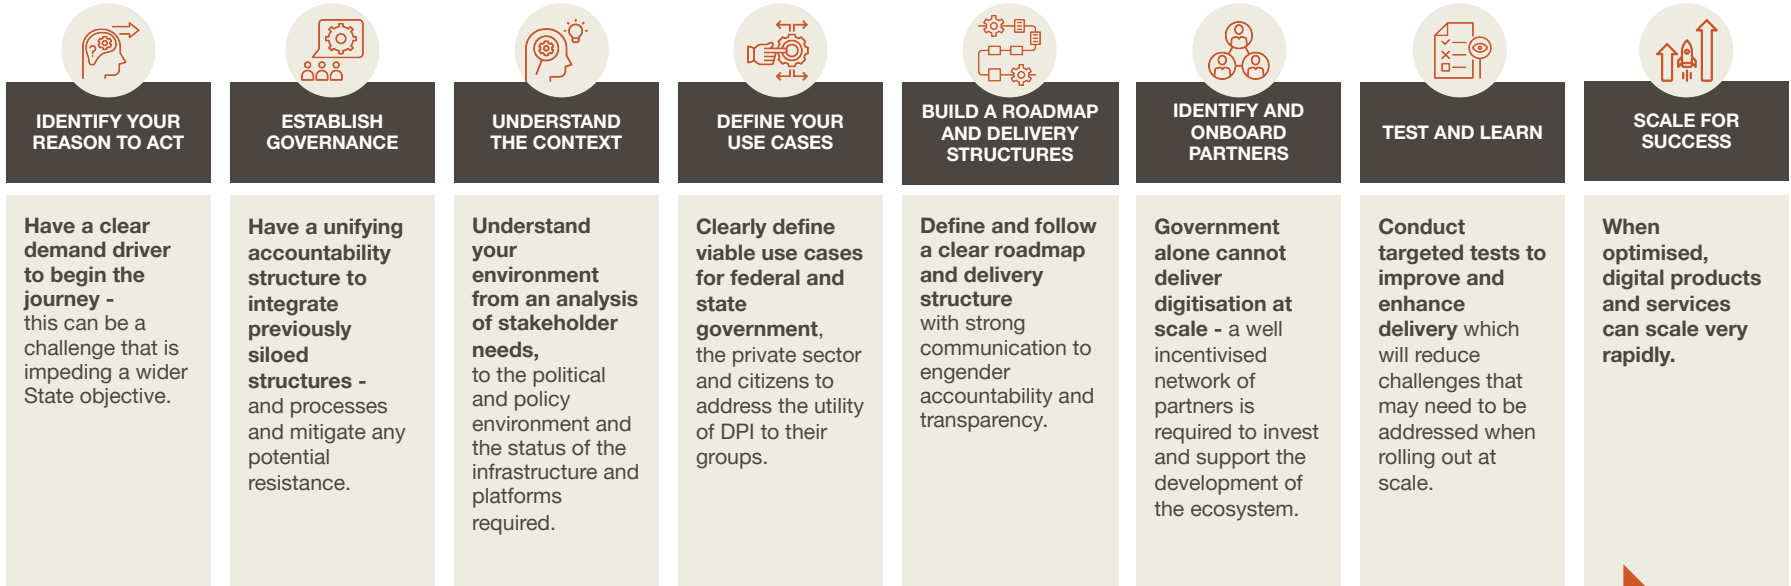 IDENTIFY YOUR
REASON TO ACT
Have a clear
demand driver
to begin the
journey -
this can be a
challenge that is
impeding a wider
State objective.
ESTABLISH
GOVERNANCE
Have a unifying
accountability
structure to
integrate
previously
siloed
structures -
and processes
and mitigate any
potential
resistance.
UNDERSTAND
THE CONTEXT
Understand
your
environment
from an analysis
of stakeholder
needs,
to the political
and policy
environment and
the status of the
infrastructure and
platforms
required.
DEFINE YOUR
USE CASES
Clearly define
viable use cases
for federal and
state
government,
the private sector
and citizens to
address the utility
of DPI to their
groups.
BUILD A ROADMAP
AND DELIVERY
STRUCTURES
Define and follow
a clear roadmap
and delivery
structure
with strong
communication to
engender
accountability and
transparency.
IDENTIFY AND
ONBOARD
PARTNERS
Government
alone cannot
deliver
digitisation at
scale - a well
incentivised
network of
partners is
required to invest
and support the
development of
the ecosystem.
TEST AND LEARN
Conduct
targeted tests to
improve and
enhance
delivery which
will reduce
challenges that
may need to be
addressed when
rolling out at
scale.
SCALE FOR
SUCCESS
When
optimised,
digital products
and services
can scale very
rapidly.